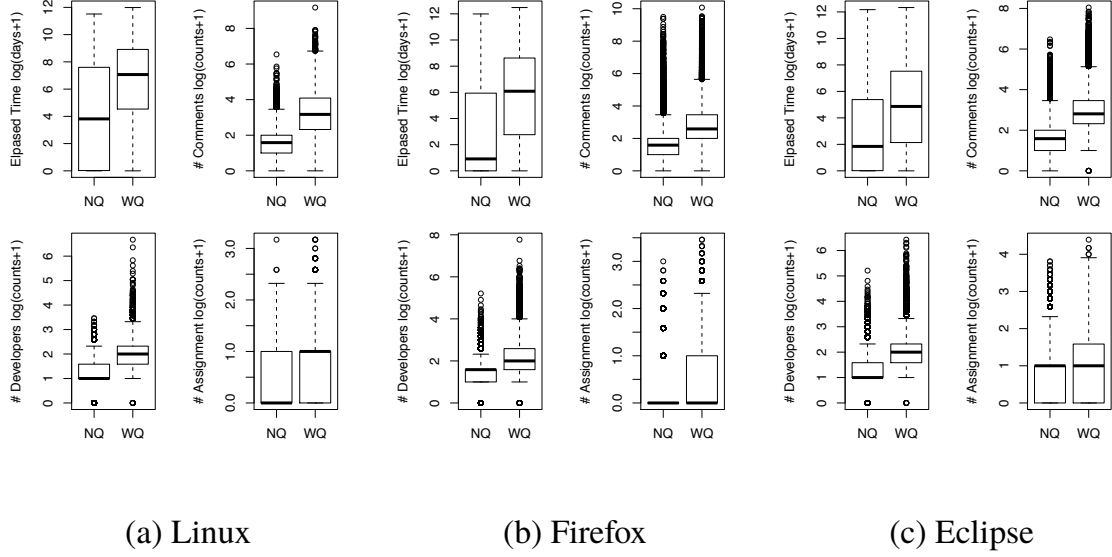 Elpased Time log(days+1)
12
10
8
6
4
2
0
NQ WQ
# Comments log(counts+1)
8
6
4
2
0
NQ WQ
Elpased Time log(days+1)
12
10
8
6
4
2
0
NQ WQ
# Comments log(counts+1)
10
8
6
4
2
0
NQ WQ
Elpased Time log(days+1)
12
10
8
6
4
2
0
NQ WQ
# Comments log(counts+1)
8
6
4
2
0
NQ WQ
# Developers log(counts+1)
6
5
4
3
2
1
0
NQ WQ
# Assignment log(counts+1)
3.0
2.0
1.0
0.0
NQ WQ
# Developers log(counts+1)
8
6
4
2
0
NQ WQ
# Assignment log(counts+1)
3.0
2.0
1.0
0.0
NQ WQ
# Developers log(counts+1)
6
5
4
3
2
1
0
NQ WQ
# Assignment log(counts+1)
4
3
2
1
0
NQ WQ
(a) Linux
(b) Firefox
(c) Eclipse